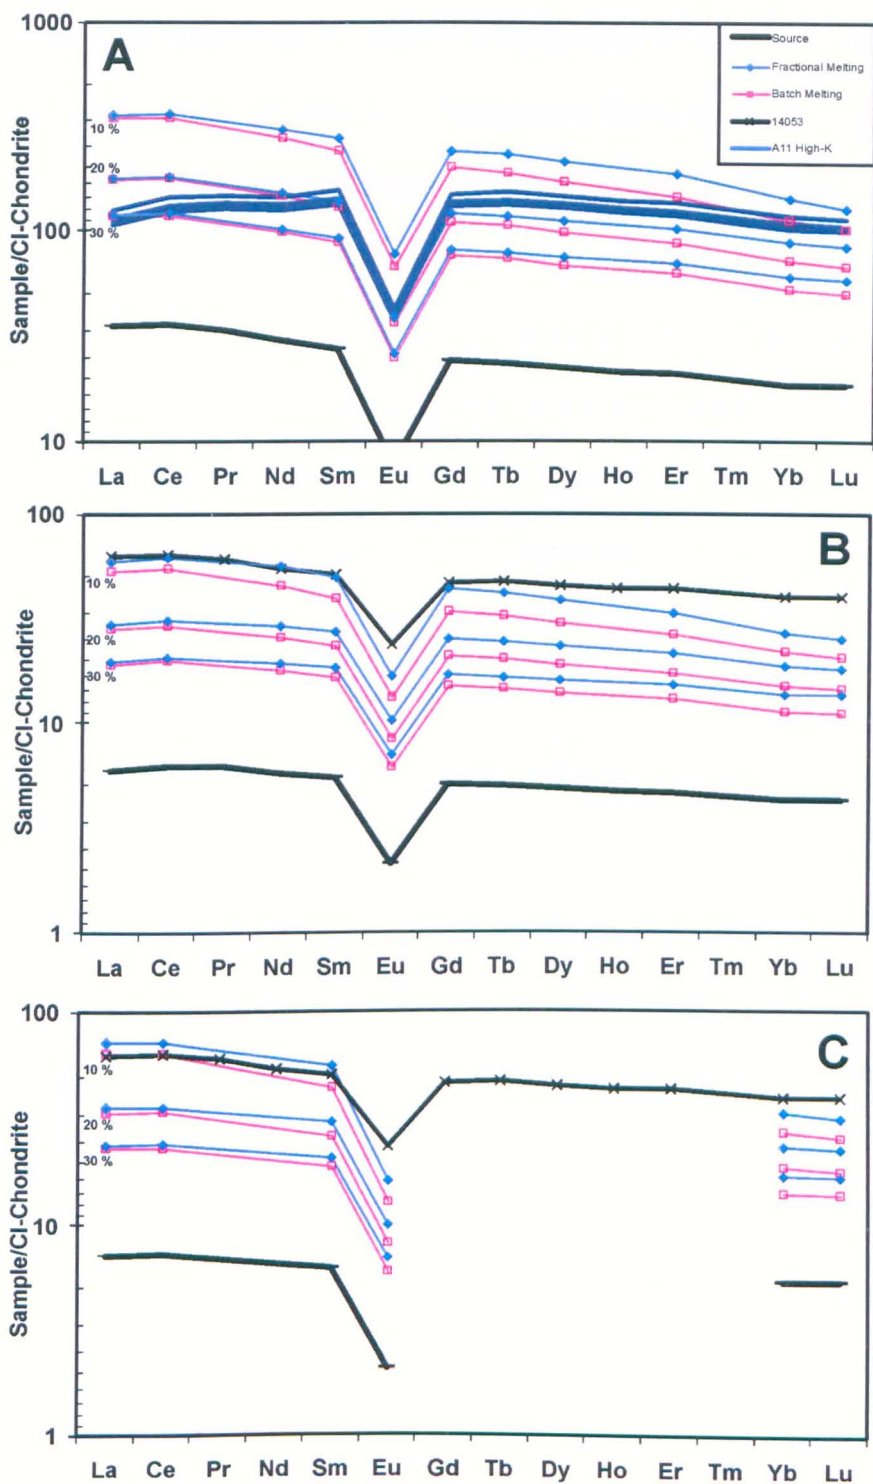 1000
A
Source
Fractional Melting
Batch Melting
14053
A11 High-K
10 %
20 %
100
30 %
Sample/CI-Chondrite
10
La Ce Pr Nd Sm Eu Gd Tb Dy Ho Er Tm Yb Lu
100
B
10 %
20 %
30 %
10
Sample/CI-Chondrite
1
La Ce Pr Nd Sm Eu Gd Tb Dy Ho Er Tm Yb Lu
100
C
10 %
20 %
30 %
10
Sample/CI-Chondrite
1
La Ce Pr Nd Sm Eu Gd Tb Dy Ho Er Tm Yb Lu